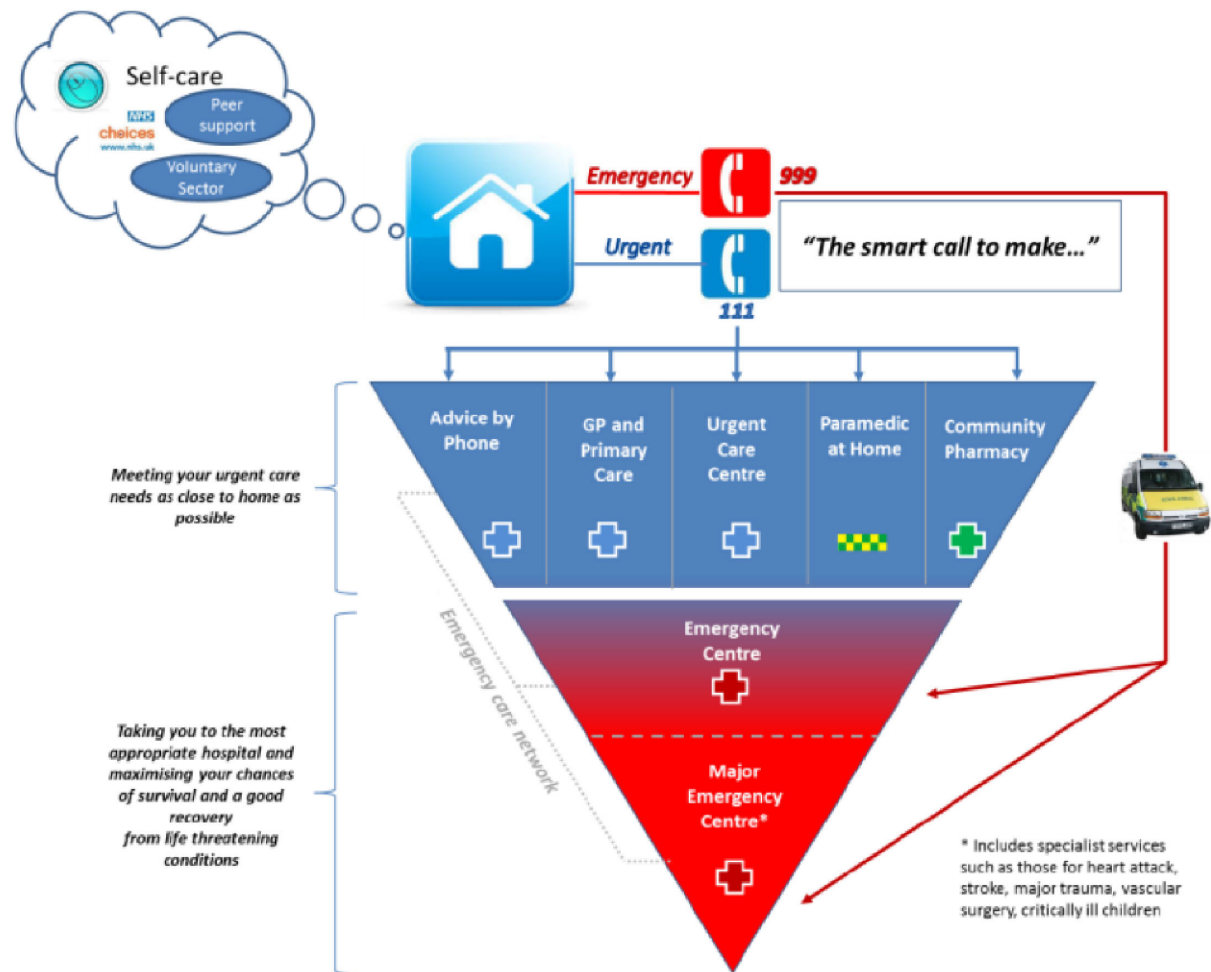 Self-care
Peer
support
NHS
choices
www.nhs.uk
Voluntary
Sector
Emergency
999
Urgent
"The smart call to make..."
111
Advice by
Phone
GP and
Primary
Care
Urgent
Care
Centre
Paramedic
at Home
Community
Pharmacy
Meeting your urgent care
needs as close to home as
possible
Emergency care network
Emergency
Centre
Taking you to the most
appropriate hospital and
maximising your chances
of survival and a good
recovery
from life threatening
conditions
Major
Emergency
Centre*
* Includes specialist services
such as those for heart attack,
stroke, major trauma, vascular
surgery, critically ill children